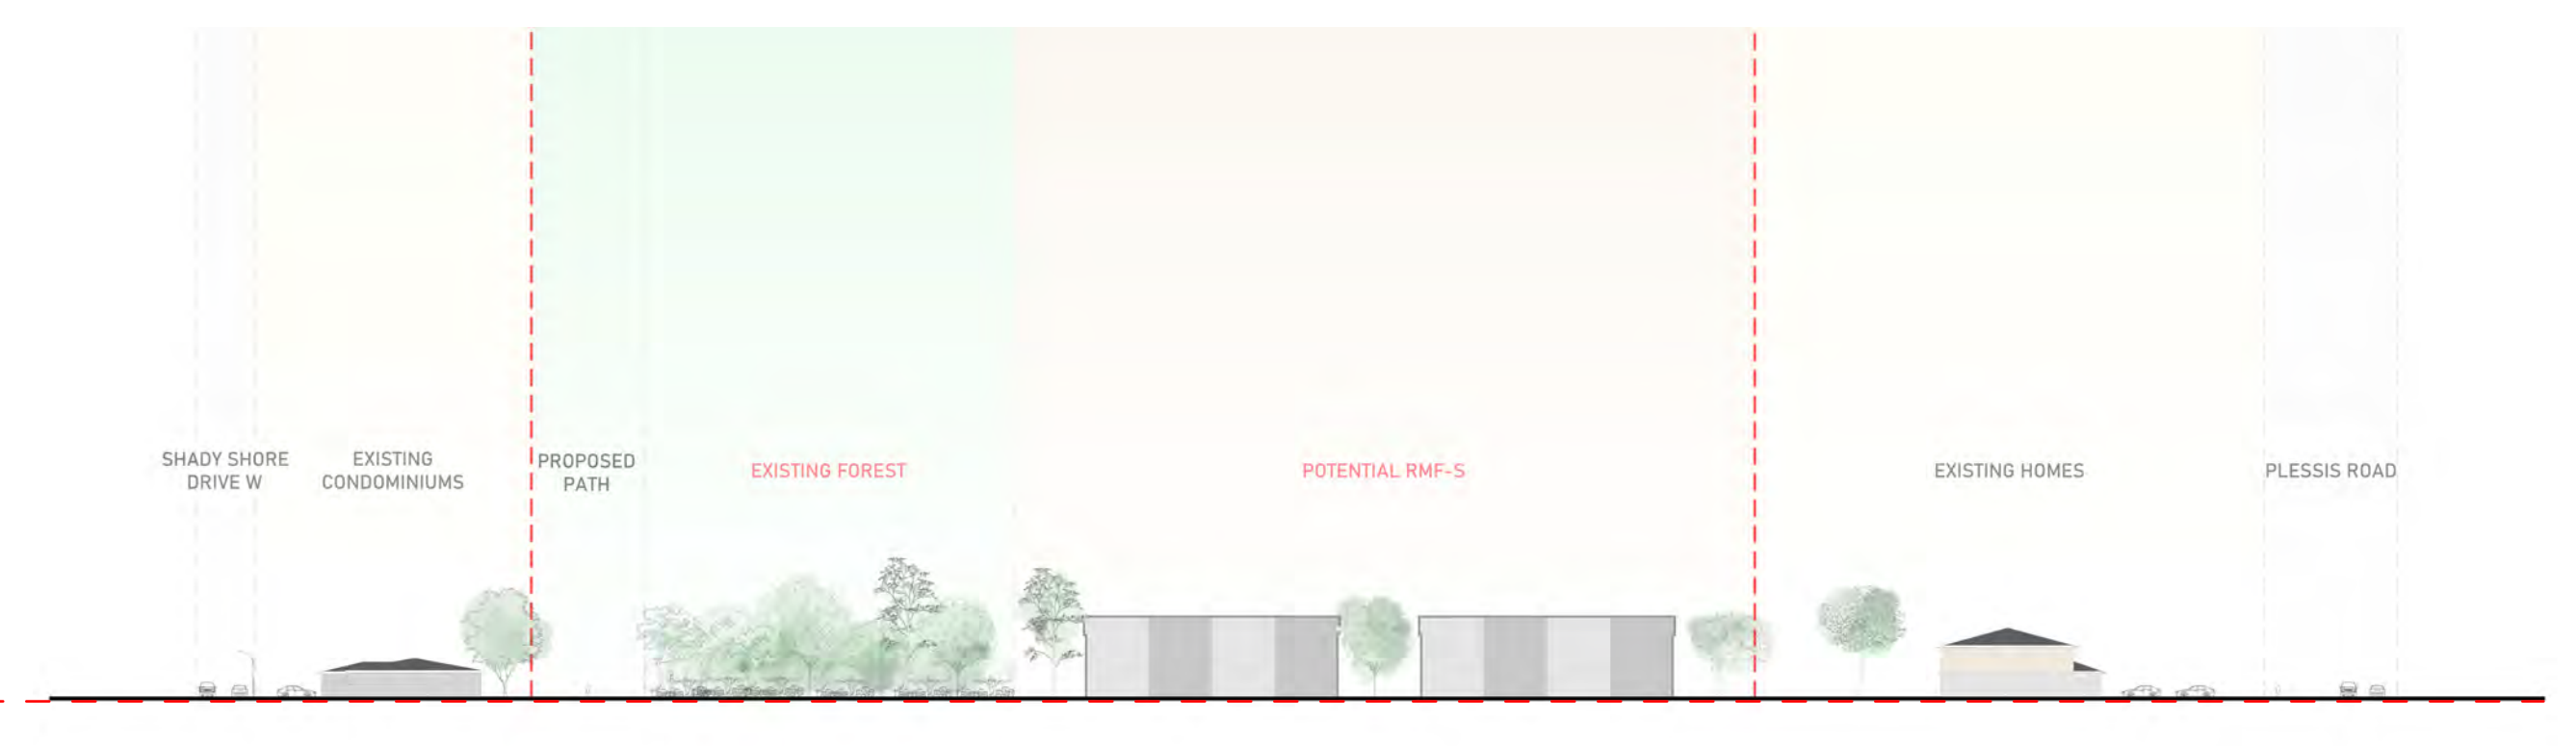 SHADY SHORE
DRIVE W
EXISTING
CONDOMINIUMS
PROPOSED
PATH
EXISTING FOREST
POTENTIAL RMF-S
EXISTING HOMES
PLESSIS ROAD